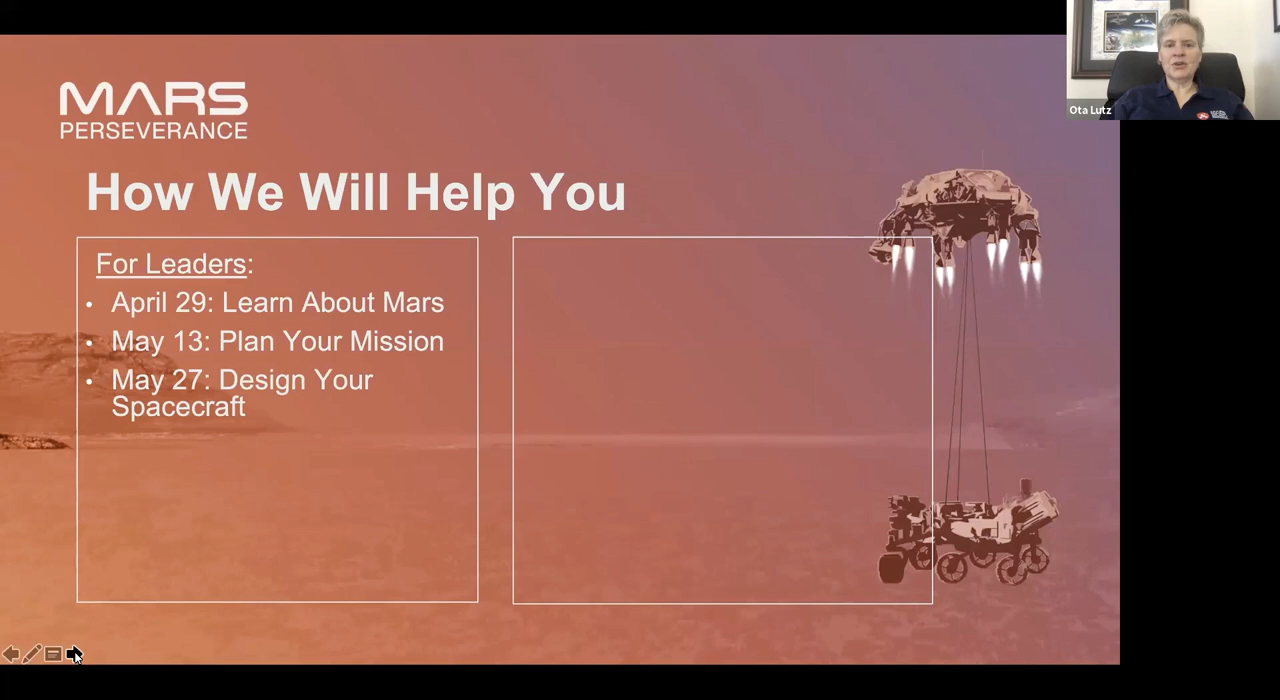 Ota Lutz
MARS
PERSEVERANCE
How We Will Help You
For Leaders:
• April 29: Learn About Mars
• May 13: Plan Your Mission
• May 27: Design Your
Spacecraft